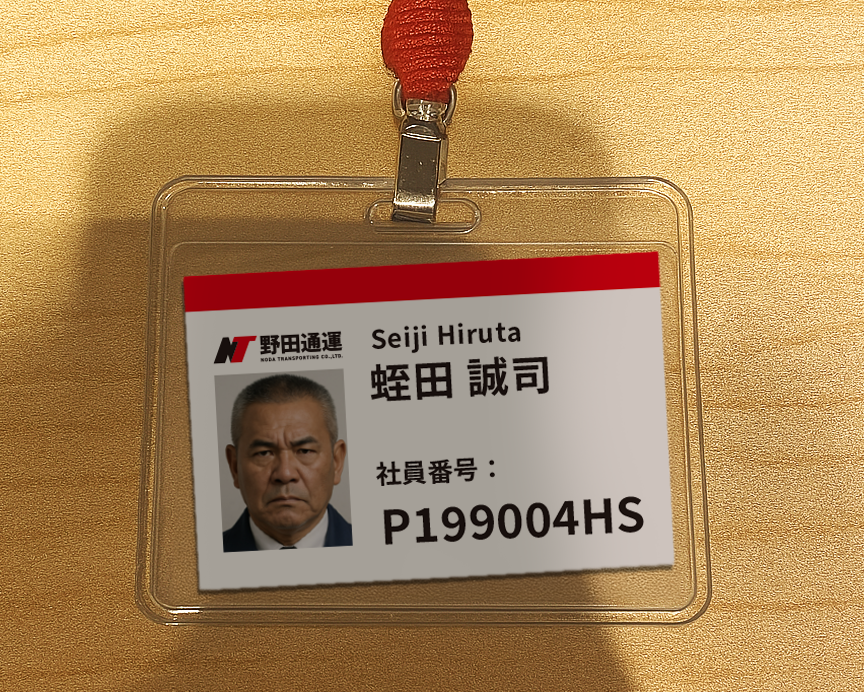 野田通運
NODA TRANSPORTING CO.,LTD.
Seiji Hiruta
蛭田 誠司
社員番号：
P199004HS